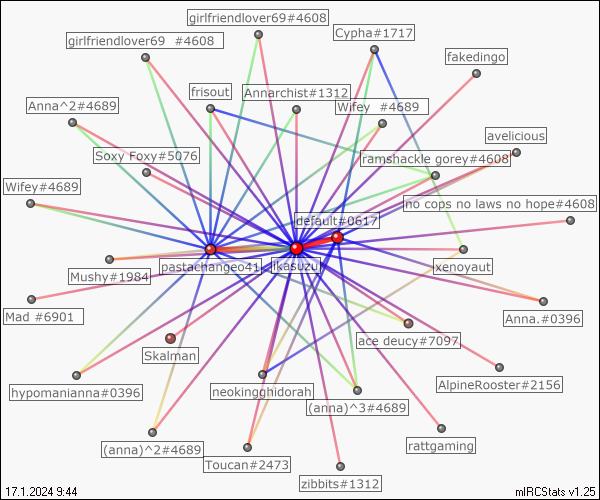 girlfriendlover69#4608
girlfriendlover69 #4608
Cypha#1717
fakedingo
frisout
Annarchist#1312
Anna^2#4689
Wifey #4689
avelicious
Soxy Foxy#5076
ramshackle gorey#4608
Wifey#4689
no cops no laws no hope#4608
default#0617
pastachangeo41
jkasuzuj
xenoyaut
Mushy#1984
Mad #6901
Anna.#0396
ace deucy#7097
Skalman
hypomanianna#0396
neokingghidorah
AlpineRooster#2156
(anna)^3#4689
(anna)^2#4689
rattgaming
Toucan#2473
zibbits#1312
17.1.2024 9:44
mIRCStats v1.25